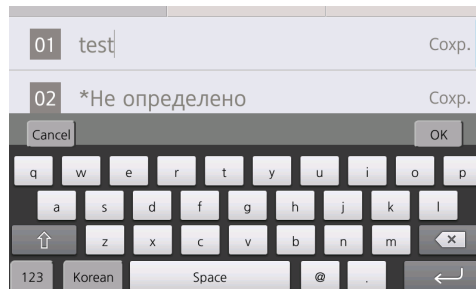 01 test Сохр.
02 *Не определено Сохр.
Cancel OK
q w e r t y u i o p
a s d f g h j k l
z x c v b n m
123 Korean Space @ .